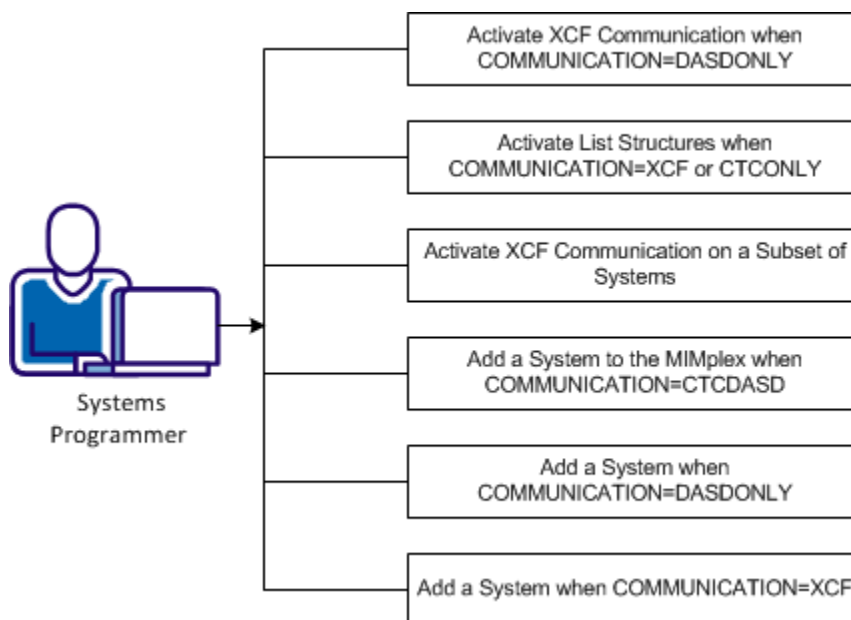 Activate XCF Communication when
COMMUNICATION=DASDONLY
Activate List Structures when
COMMUNICATION=XCF or CTCONLY
Activate XCF Communication on a Subset of
Systems
Add a System to the MIMplex when
COMMUNICATION=CTCDASD
Systems
Programmer
Add a System when
COMMUNICATION=DASDONLY
Add a System when COMMUNICATION=XCF